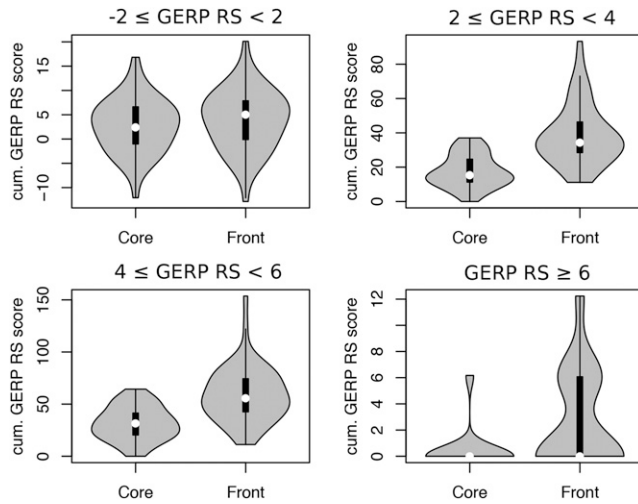 -2 ≤ GERP RS < 2
cum. GERP RS score
15
5
0
-10
Core
Front
2 ≤ GERP RS < 4
cum. GERP RS score
80
60
40
20
0
Core
Front
4 ≤ GERP RS < 6
cum. GERP RS score
150
100
50
0
Core
Front
GERP RS ≥ 6
cum. GERP RS score
12
8
6
4
2
0
Core
Front